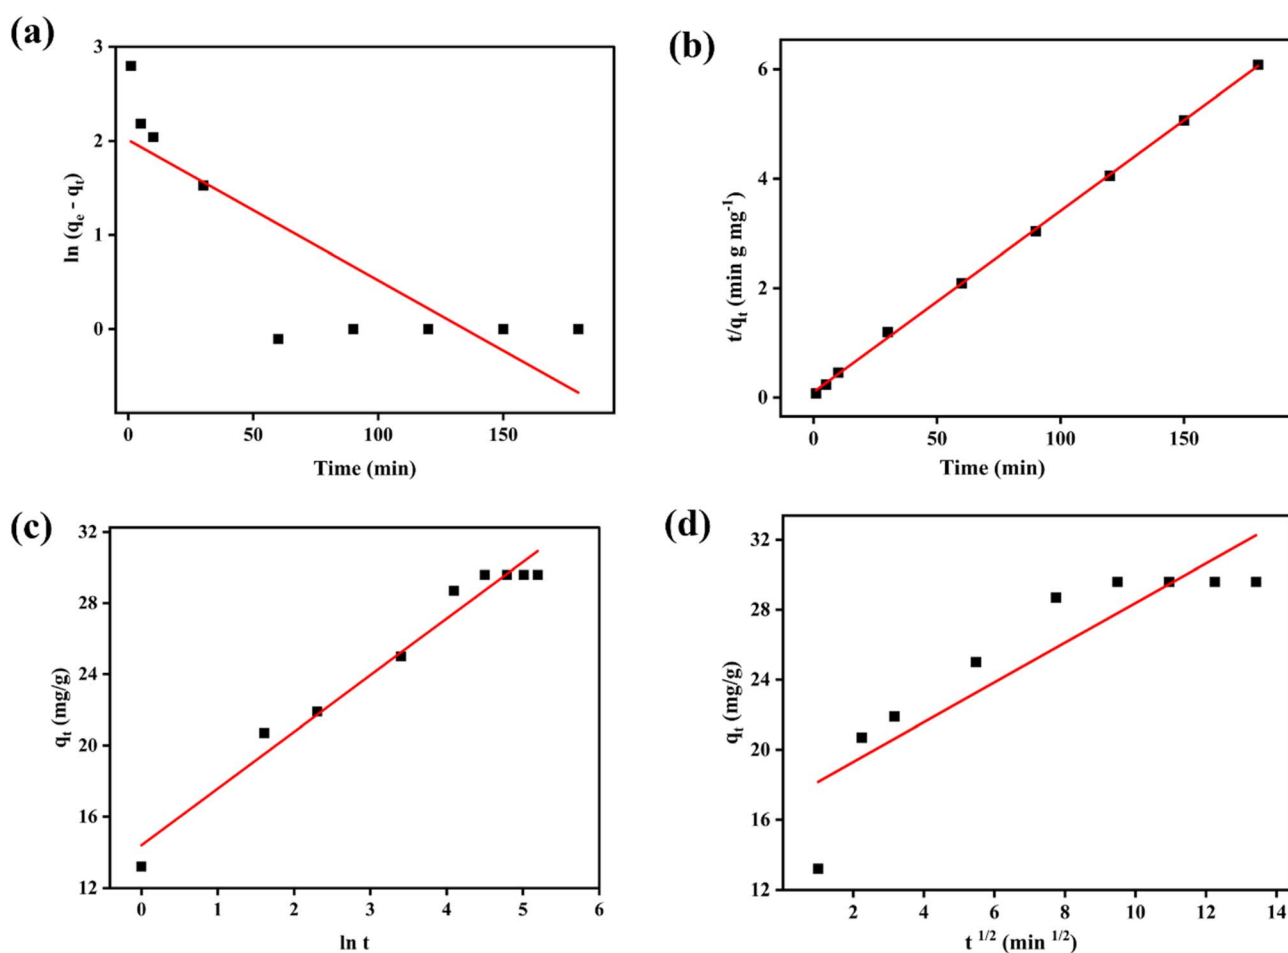 (a)
3
2
1
0
ln (qₑ - qₜ)
0 50 100 150
Time (min)
(b)
6
4
2
0
t/qₜ (min g mg⁻¹)
0 50 100 150
Time (min)
(c)
32
28
24
20
16
12
qₜ (mg/g)
0 1 2 3 4 5 6
ln t
(d)
32
28
24
20
16
12
qₜ (mg/g)
2 4 6 8 10 12 14
t ¹/² (min ¹/²)